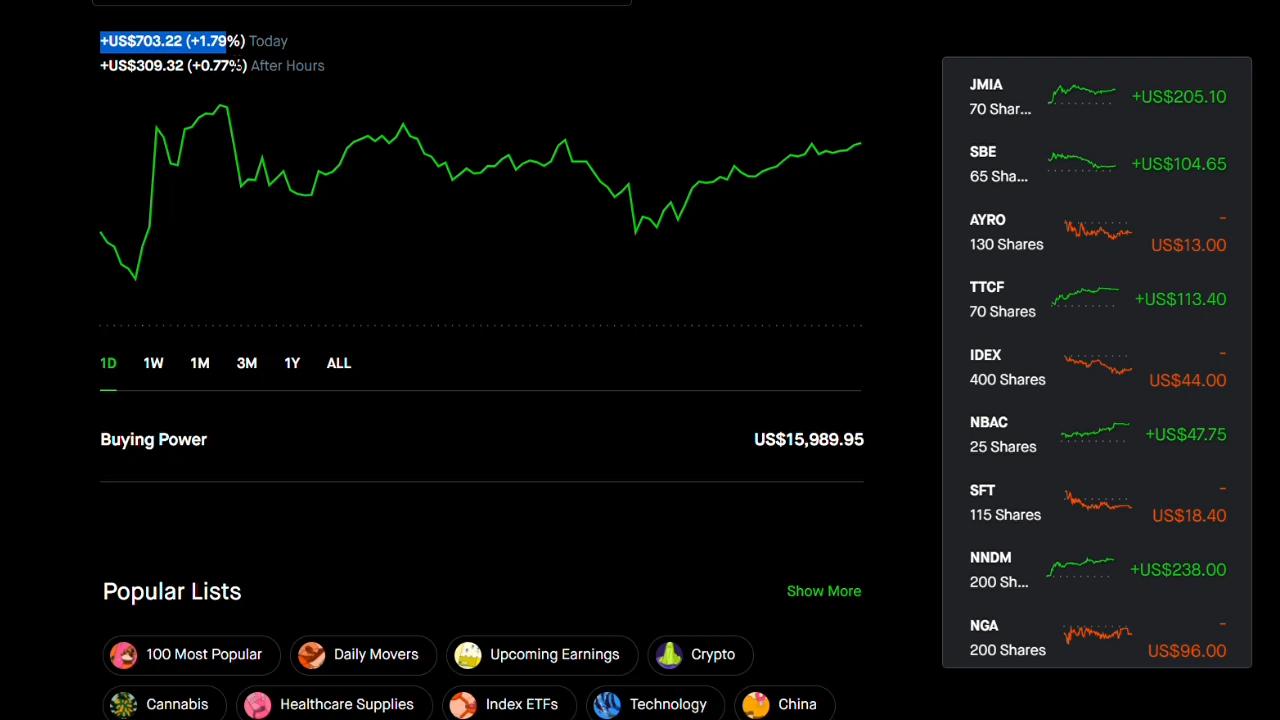 +US$703.22 (+1.79%) Today
+US$309.32 (+0.77%) After Hours
1D 1W 1M 3M 1Y ALL
Buying Power US$15,989.95
Popular Lists Show More
100 Most Popular Daily Movers Upcoming Earnings Crypto
Cannabis Healthcare Supplies Index ETFs Technology China
JMIA
70 Shar... +US$205.10
SBE
65 Sha... +US$104.65
AYRO
130 Shares -US$13.00
TTCF
70 Shares +US$113.40
IDEX
400 Shares -US$44.00
NBAC
25 Shares +US$47.75
SFT
115 Shares -US$18.40
NNDM
200 Sh... +US$238.00
NGA
200 Shares -US$96.00